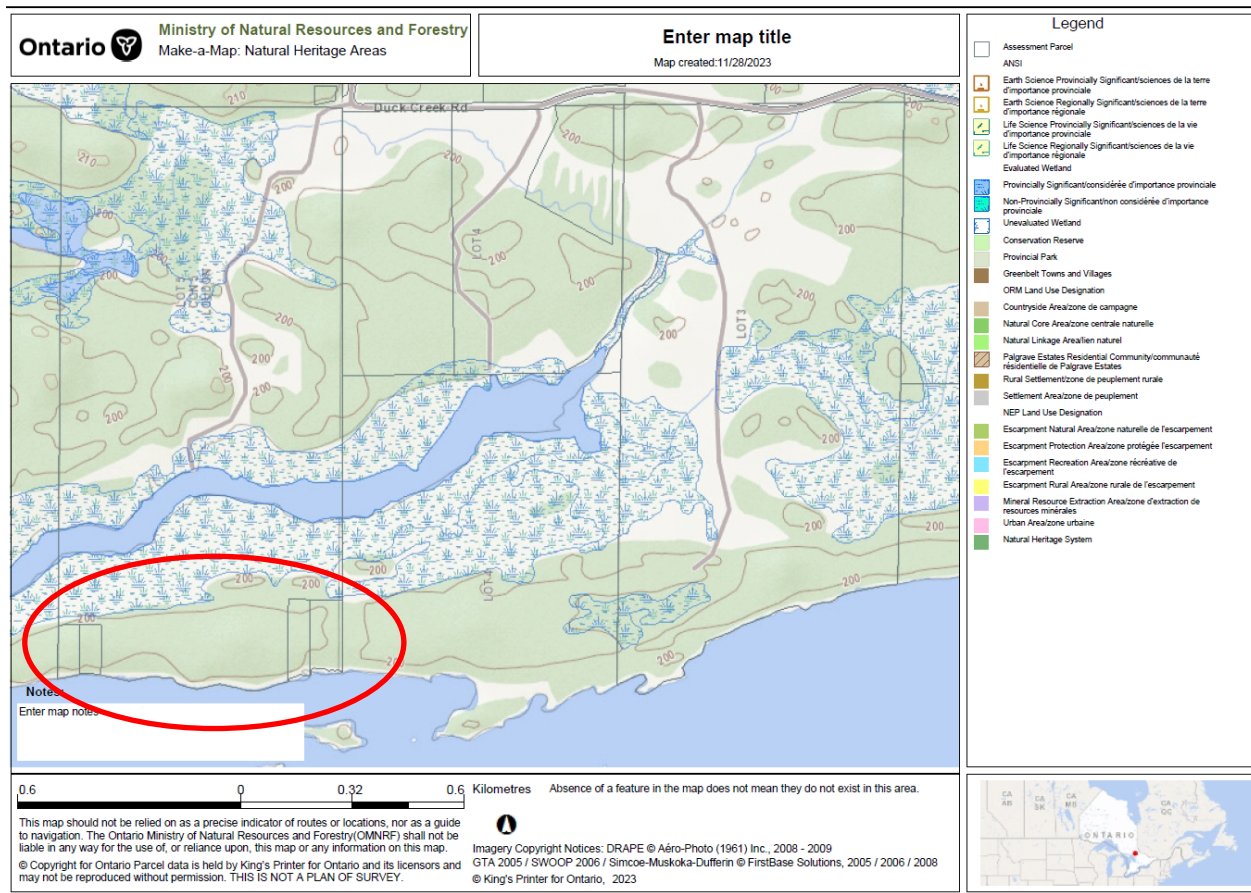 Ontario
Ministry of Natural Resources and Forestry
Make-a-Map: Natural Heritage Areas
Enter map title
Map created:11/28/2023
Legend
Assessment Parcel
ANSI
Earth Science Provincially Significant/sciences de la terre
d'importance provinciale
Earth Science Regionally Significant/sciences de la terre
d'importance régionale
Life Science Provincially Significant/sciences de la vie
d'importance provinciale
Life Science Regionally Significant/sciences de la vie
d'importance régionale
Evaluated Wetland
Provincially Significant/considérée d'importance provinciale
Non-Provincially Significant/non considérée d'importance
provinciale
Unevaluated Wetland
Conservation Reserve
Provincial Park
Greenbelt Towns and Villages
ORM Land Use Designation
Countryside Area/zone de campagne
Natural Core Area/zone centrale naturelle
Natural Linkage Area/lien naturel
Palgrave Estates Residential Community/communauté
résidentielle de Palgrave Estates
Rural Settlement/zone de peuplement rurale
Settlement Area/zone de peuplement
NEP Land Use Designation
Escarpment Natural Area/zone naturelle de l'escarpement
Escarpment Protection Area/zone protégée l'escarpement
Escarpment Recreation Area/zone récréative de
l'escarpement
Escarpment Rural Area/zone rurale de l'escarpement
Mineral Resource Extraction Area/zone d'extraction de
resources minérales
Urban Area/zone urbaine
Natural Heritage System
210
Duck Creek Rd
210
200
200
200
200
LOT4
200
200
LOT5
CON3
200
200
200
LOT3
200
200
200
200
200
200
200
200
LOT4
200
200
200
200
Notes:
Enter map notes
0.6
0
0.32
0.6
Kilometres
Absence of a feature in the map does not mean they do not exist in this area.
This map should not be relied on as a precise indicator of routes or locations, nor as a guide
to navigation. The Ontario Ministry of Natural Resources and Forestry(OMNRF) shall not be
liable in any way for the use of, or reliance upon, this map or any information on this map.
© Copyright for Ontario Parcel data is held by King's Printer for Ontario and its licensors and
may not be reproduced without permission. THIS IS NOT A PLAN OF SURVEY.
Imagery Copyright Notices: DRAPE © Aéro-Photo (1961) Inc., 2008 - 2009
GTA 2005 / SWOOP 2006 / Simcoe-Muskoka-Dufferin © FirstBase Solutions, 2005 / 2006 / 2008
© King's Printer for Ontario, 2023
CA
AB
CA
SK
CA
MB
CA
QC
ONTARIO